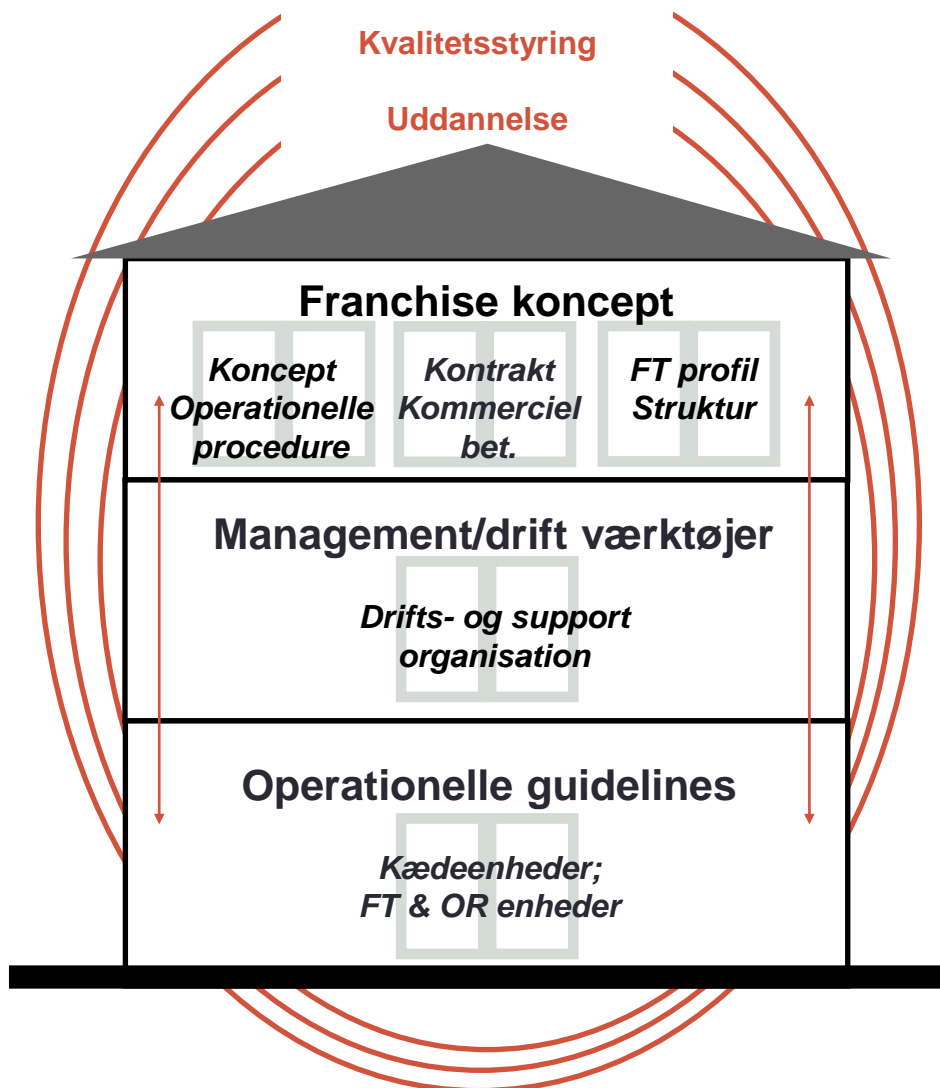 Kvalitetsstyring
Uddannelse
Franchise koncept
Koncept
Operationelle
procedure
Kontrakt
Kommerciel
bet.
FT profil
Struktur
Management/drift værktøjer
Drifts- og support
organisation
Operationelle guidelines
Kædeenheder;
FT & OR enheder